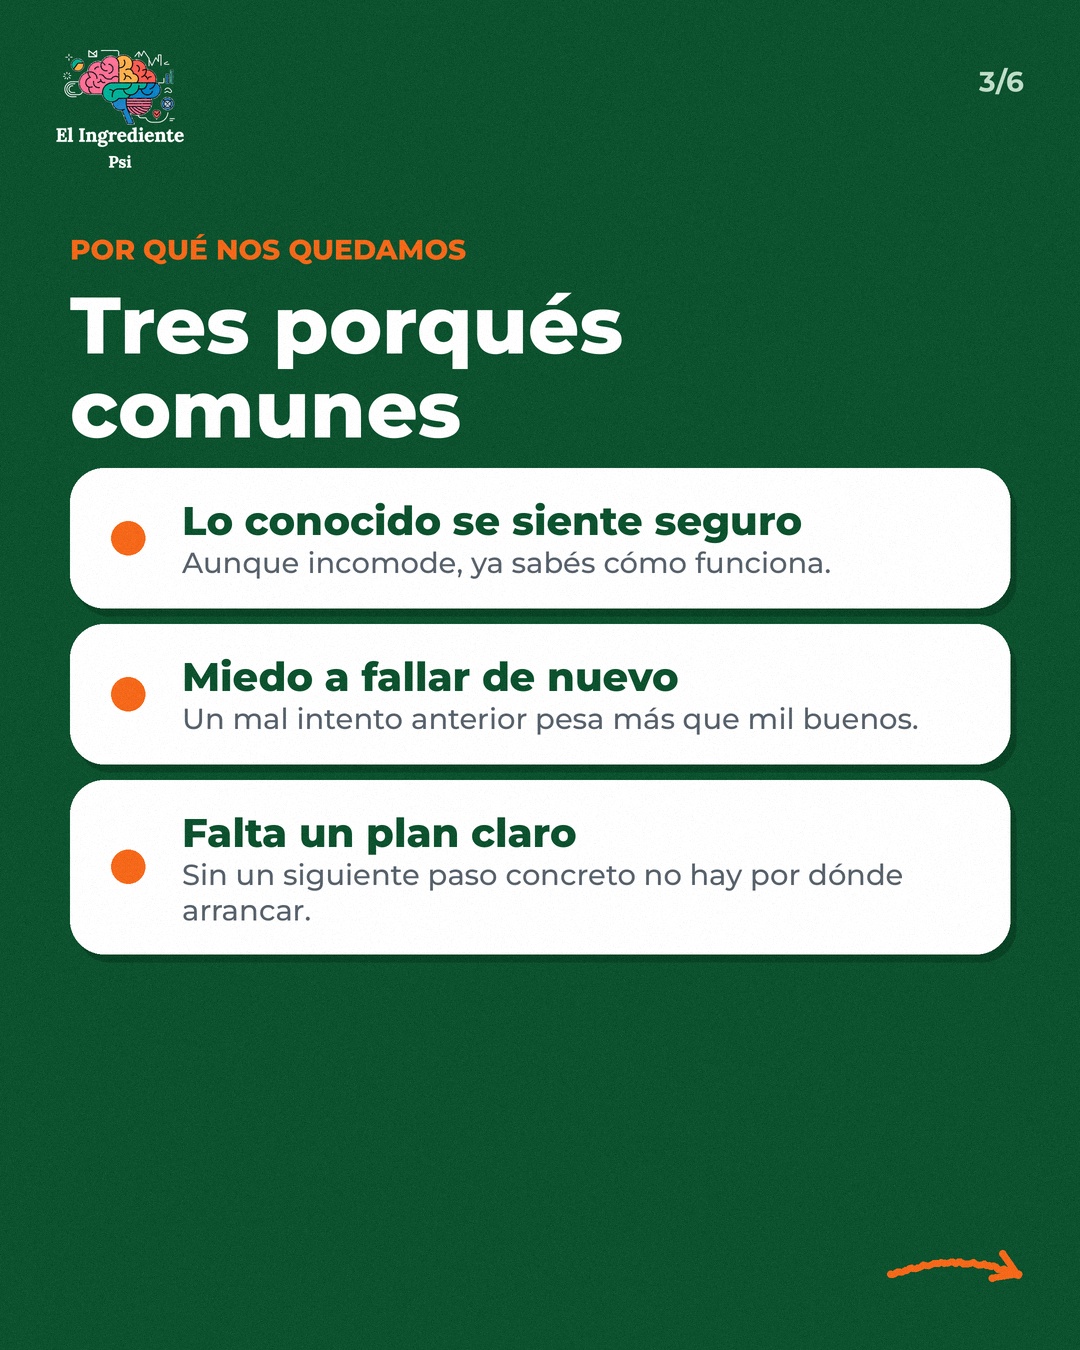 El Ingrediente
Psi
3/6
POR QUÉ NOS QUEDAMOS
Tres porqués
comunes
Lo conocido se siente seguro
Aunque incomode, ya sabés cómo funciona.
Miedo a fallar de nuevo
Un mal intento anterior pesa más que mil buenos.
Falta un plan claro
Sin un siguiente paso concreto no hay por dónde
arrancar.